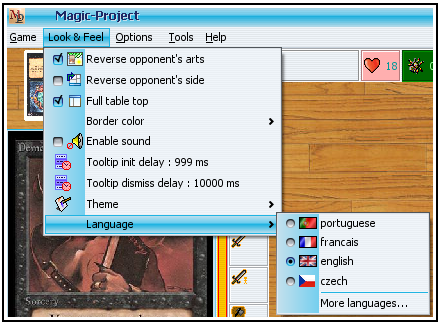 Magic-Project
Game Look & Feel Options Tools Help
Reverse opponent's arts
18
Reverse opponent's side
Full table top
Border color
Enable sound
Tooltip init delay : 999 ms
Tooltip dismiss delay : 10000 ms
Theme
Language
portuguese
francais
english
czech
More languages...
Sorcery